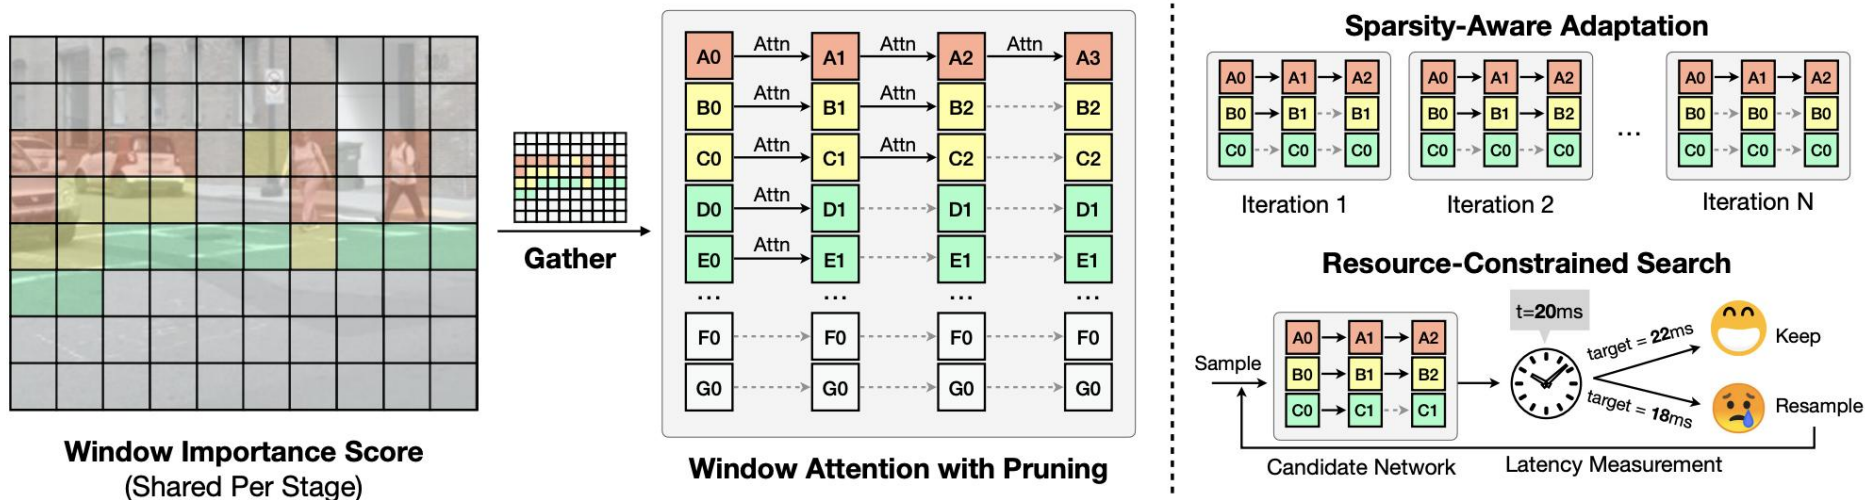 Window Importance Score
(Shared Per Stage)
Gather
A0 Attn A1 Attn A2 Attn A3
B0 Attn B1 Attn B2 B2
C0 Attn C1 Attn C2 C2
D0 Attn D1 D1 D1
E0 Attn E1 E1 E1
... ... ... ...
F0 F0 F0 F0
G0 G0 G0 G0
Window Attention with Pruning
Sparsity-Aware Adaptation
A0 A1 A2
B0 B1 B1
C0 C0 C0
Iteration 1
A0 A1 A2
B0 B1 B2
C0 C0 C0
Iteration 2
...
A0 A1 A2
B0 B0 B0
C0 C0 C0
Iteration N
Resource-Constrained Search
Sample
A0 A1 A2
B0 B1 B2
C0 C1 C1
Candidate Network
t=20ms
Latency Measurement
target = 22ms
Keep
target = 18ms
Resample